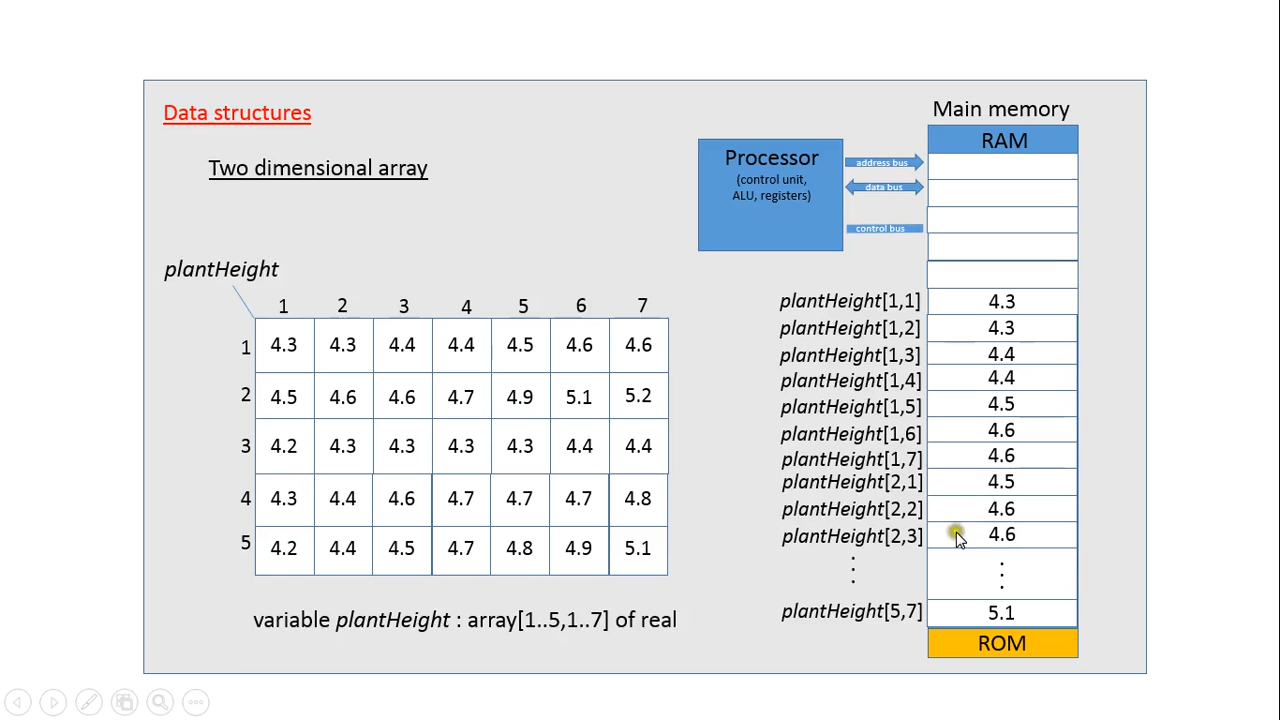 Data structures
Two dimensional array
Main memory
RAM
Processor
(control unit,
ALU, registers)
address bus
data bus
control bus
plantHeight
1 2 3 4 5 6 7
1 4.3 4.3 4.4 4.4 4.5 4.6 4.6
2 4.5 4.6 4.6 4.7 4.9 5.1 5.2
3 4.2 4.3 4.3 4.3 4.3 4.4 4.4
4 4.3 4.4 4.6 4.7 4.7 4.7 4.8
5 4.2 4.4 4.5 4.7 4.8 4.9 5.1
variable plantHeight : array[1..5,1..7] of real
plantHeight[1,1] 4.3
plantHeight[1,2] 4.3
plantHeight[1,3] 4.4
plantHeight[1,4] 4.4
plantHeight[1,5] 4.5
plantHeight[1,6] 4.6
plantHeight[1,7] 4.6
plantHeight[2,1] 4.5
plantHeight[2,2] 4.6
plantHeight[2,3] 4.6
⋮ ⋮
plantHeight[5,7] 5.1
ROM